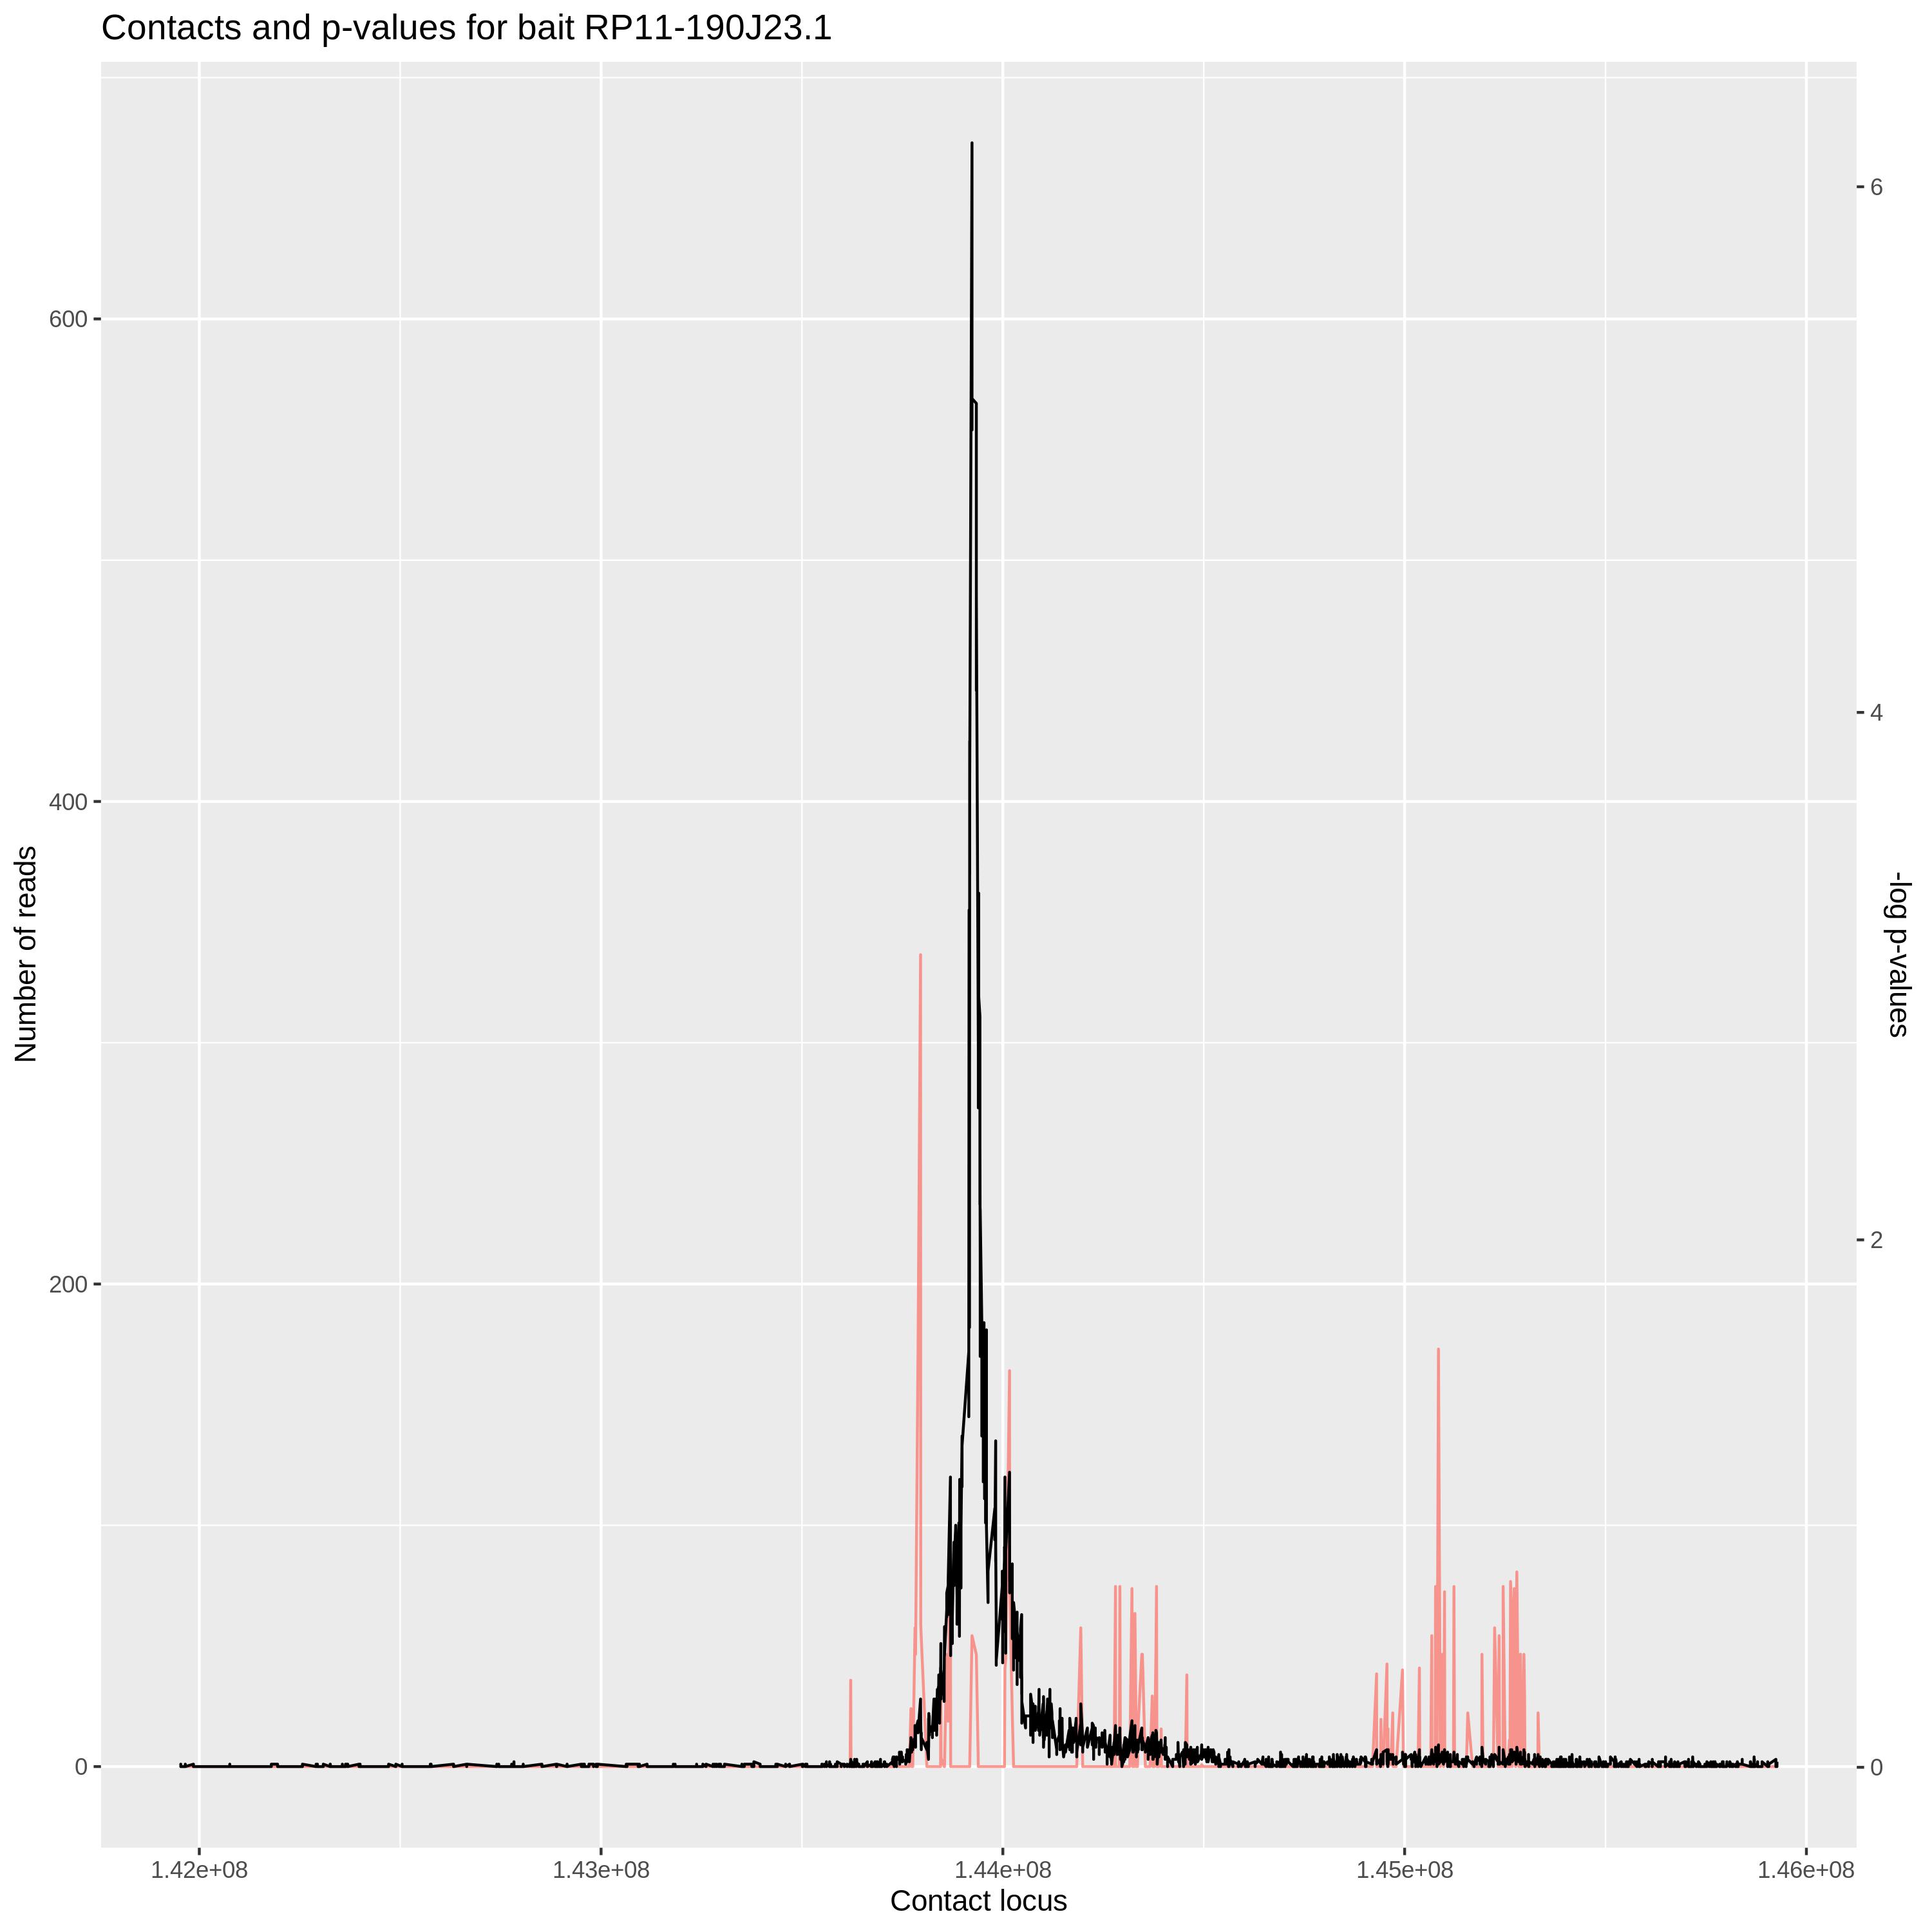 Contacts and p-values for bait RP11-190J23.1
600
400
200
0
Number of reads
6
4
2
0
-log p-values
1.42e+08
1.43e+08
1.44e+08
1.45e+08
1.46e+08
Contact locus